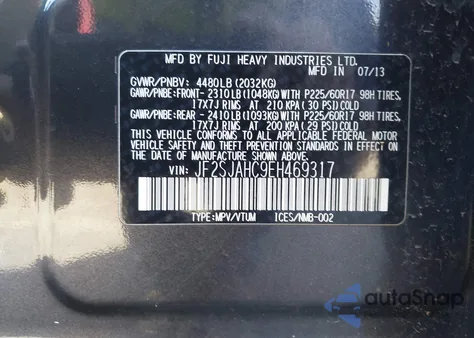 MFD BY FUJI HEAVY INDUSTRIES LTD.
MFD IN 07/13
GVWR/PNBV: 4480LB (2032KG)
GAWR/PNBE:FRONT- 2310LB(1048KG)WITH P225/60R17 98H TIRES,
17X7J RIMS AT 210 KPA(30 PSI)COLD
GAWR/PNBE:REAR - 2410LB(1093KG)WITH P225/60R17 98H TIRES,
17X7J RIMS AT 200 KPA(29 PSI)COLD
THIS VEHICLE CONFORMS TO ALL APPLICABLE FEDERAL MOTOR
VEHICLE SAFETY AND THEFT PREVENTION STANDARDS IN EFFECT
ON THE DATE OF MANUFACTURE SHOWN ABOVE.
VIN: JF2SJAHC9EH469317
TYPE:MPV/VTUM ICES/NMB-002
autoSnap